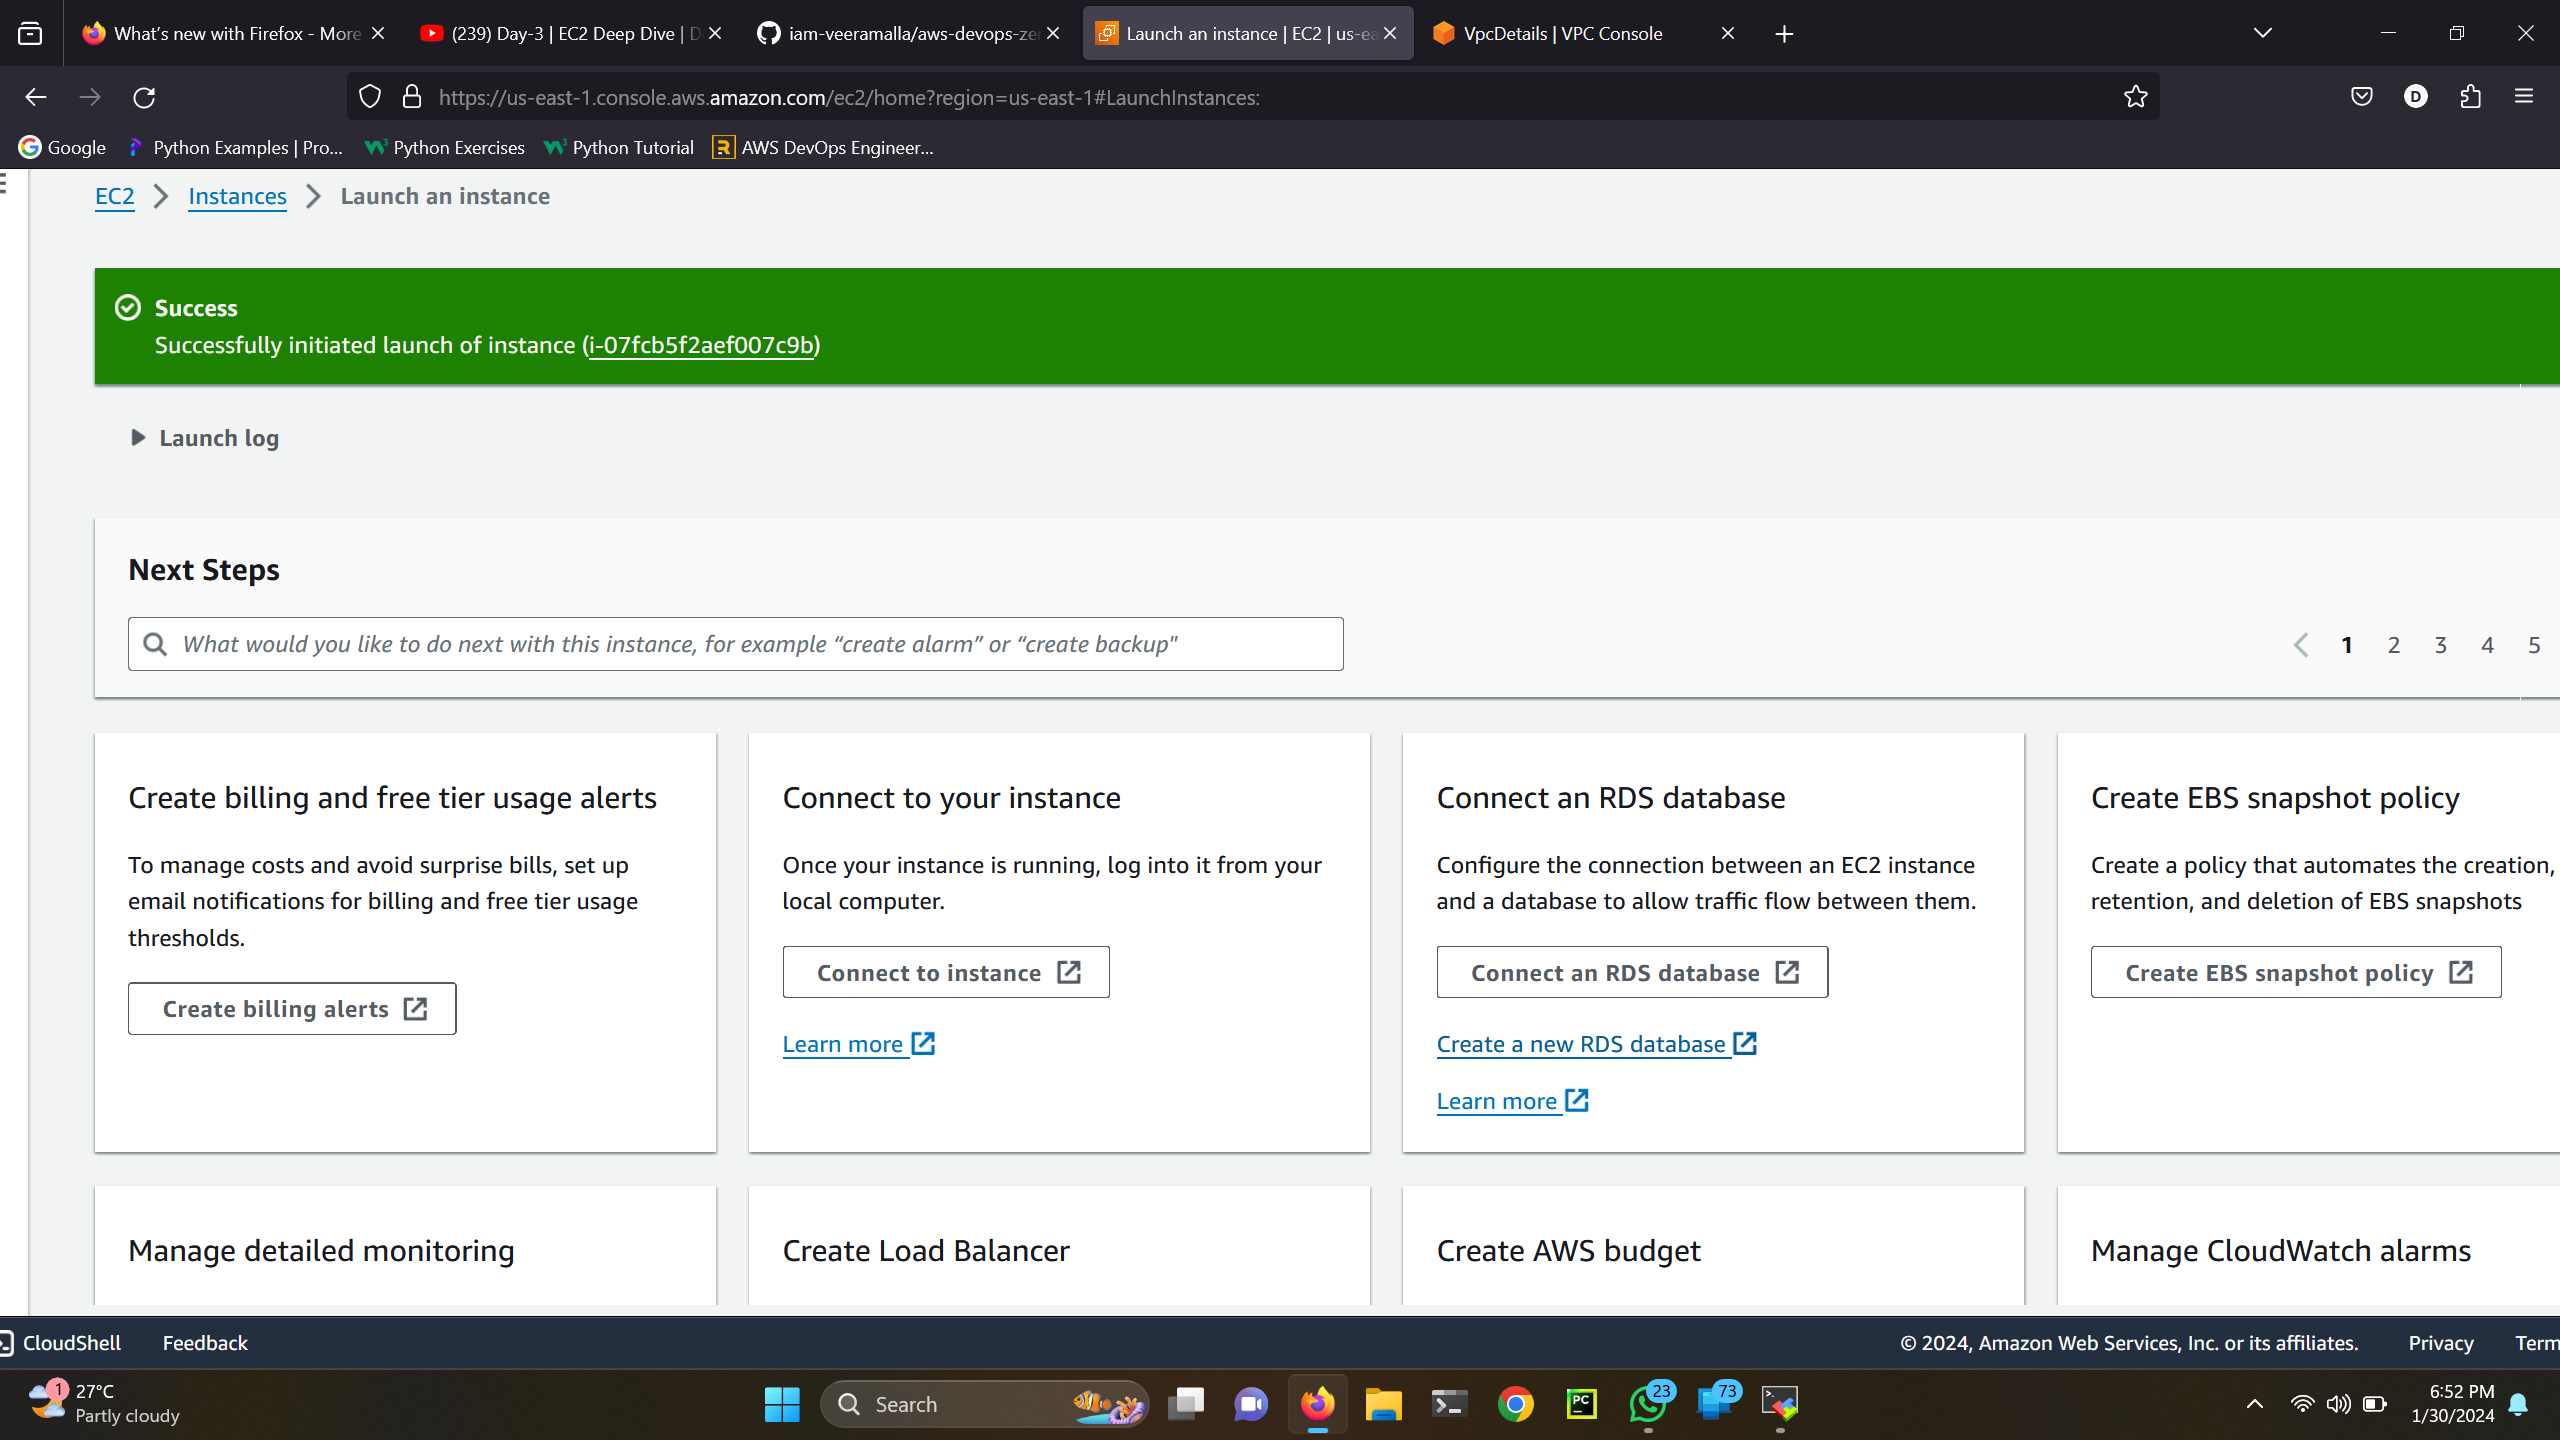 What's new with Firefox - More
(239) Day-3 | EC2 Deep Dive | D
iam-veeramalla/aws-devops-ze
Launch an instance | EC2 | us-ea
VpcDetails | VPC Console
https://us-east-1.console.aws.amazon.com/ec2/home?region=us-east-1#LaunchInstances:
D
Google
Python Examples | Pro...
Python Exercises
Python Tutorial
AWS DevOps Engineer...
EC2 > Instances > Launch an instance
Success
Successfully initiated launch of instance (i-07fcb5f2aef007c9b)
Launch log
Next Steps
What would you like to do next with this instance, for example “create alarm” or “create backup"
1 2 3 4 5
Create billing and free tier usage alerts
To manage costs and avoid surprise bills, set up
email notifications for billing and free tier usage
thresholds.
Create billing alerts
Connect to your instance
Once your instance is running, log into it from your
local computer.
Connect to instance
Learn more
Connect an RDS database
Configure the connection between an EC2 instance
and a database to allow traffic flow between them.
Connect an RDS database
Create a new RDS database
Learn more
Create EBS snapshot policy
Create a policy that automates the creation,
retention, and deletion of EBS snapshots
Create EBS snapshot policy
Manage detailed monitoring
Create Load Balancer
Create AWS budget
Manage CloudWatch alarms
CloudShell
Feedback
© 2024, Amazon Web Services, Inc. or its affiliates.
Privacy
Term
1
27°C
Partly cloudy
Search
PC
23
73
6:52 PM
1/30/2024